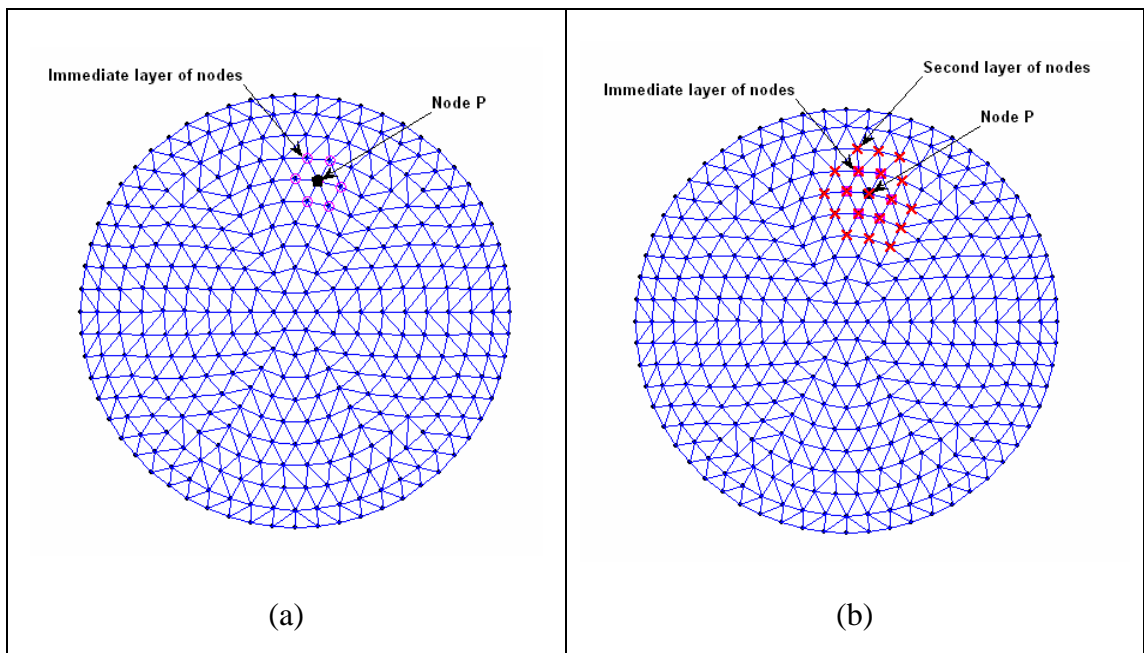 Immediate layer of nodes
Node P
(a)
Second layer of nodes
Immediate layer of nodes
Node P
(b)